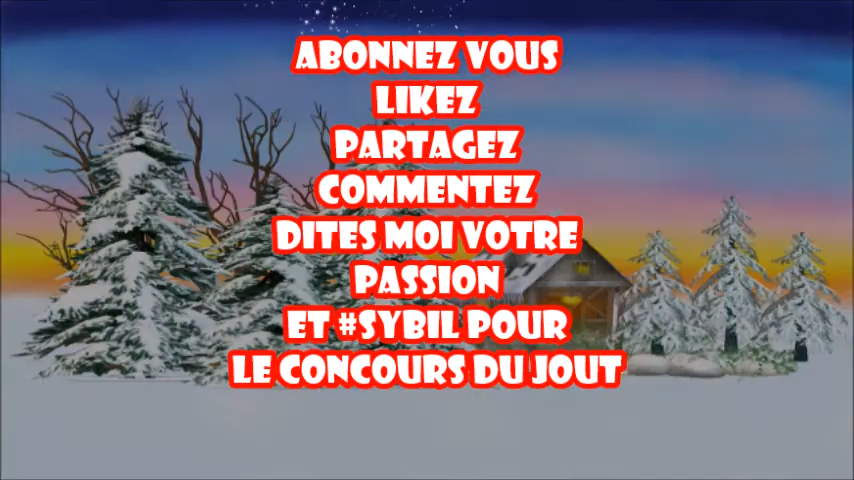 ABONNEZ VOUS
LIKEZ
PARTAGEZ
COMMENTEZ
DITES MOI VOTRE
PASSION
ET #SYBIL POUR
LE CONCOURS DU JOUT